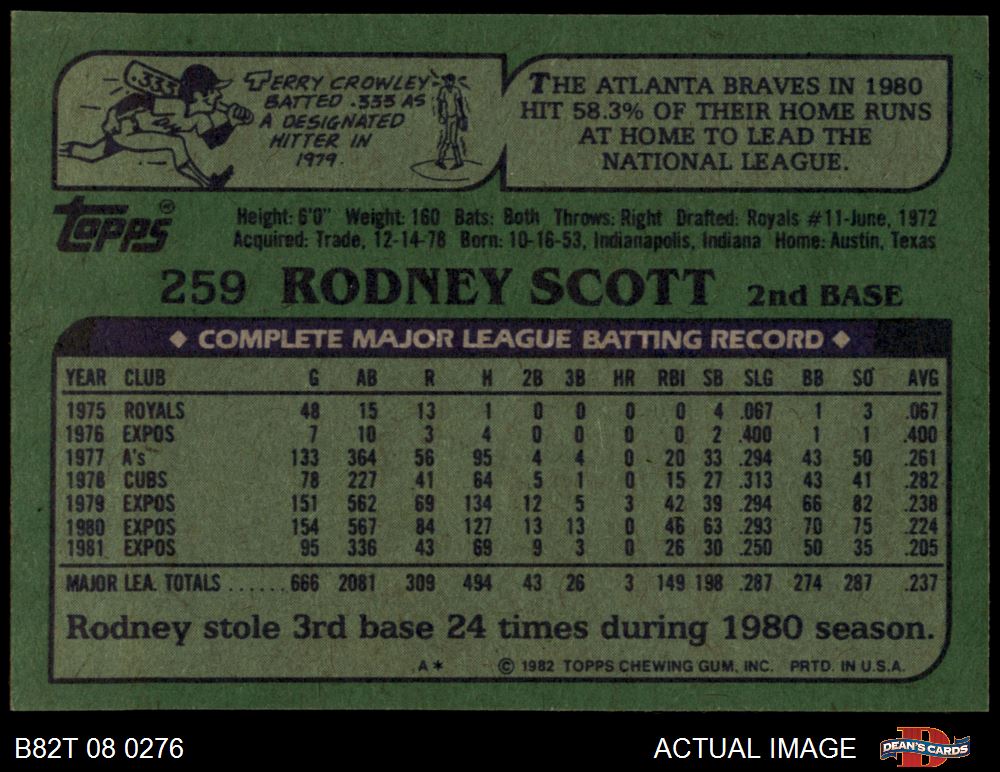 .333
TERRY CROWLEY
BATTED .333 AS
A DESIGNATED
HITTER IN
1979.
THE ATLANTA BRAVES IN 1980
HIT 58.3% OF THEIR HOME RUNS
AT HOME TO LEAD THE
NATIONAL LEAGUE.
Topps®
Height: 6'0" Weight: 160 Bats: Both Throws: Right Drafted: Royals #11-June, 1972
Acquired: Trade, 12-14-78 Born: 10-16-53, Indianapolis, Indiana Home: Austin, Texas
259 RODNEY SCOTT 2nd BASE
◆ COMPLETE MAJOR LEAGUE BATTING RECORD ◆
YEAR CLUB G AB R H 2B 3B HR RBI SB SLG BB SO AVG
1975 ROYALS 48 15 13 1 0 0 0 0 4 .067 1 3 .067
1976 EXPOS 7 10 3 4 0 0 0 0 2 .400 1 1 .400
1977 A's 133 364 56 95 4 4 0 20 33 .294 43 50 .261
1978 CUBS 78 227 41 64 5 1 0 15 27 .313 43 41 .282
1979 EXPOS 151 562 69 134 12 5 3 42 39 .294 66 82 .238
1980 EXPOS 154 567 84 127 13 13 0 46 63 .293 70 75 .224
1981 EXPOS 95 336 43 69 9 3 0 26 30 .250 50 35 .205
MAJOR LEA. TOTALS ...... 666 2081 309 494 43 26 3 149 198 .287 274 287 .237
Rodney stole 3rd base 24 times during 1980 season.
A* © 1982 TOPPS CHEWING GUM, INC. PRTD. IN U.S.A.
B82T 08 0276 ACTUAL IMAGE D DEAN'S CARDS